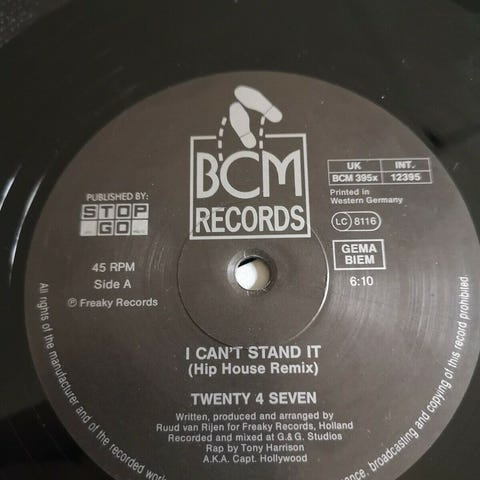 BCM
RECORDS
PUBLISHED BY:
STOP
GO
45 RPM
Side A
℗ Freaky Records
UK INT.
BCM 395x 12395
Printed in
Western Germany
LC 8116
GEMA
BIEM
6:10
I CAN'T STAND IT
(Hip House Remix)
TWENTY 4 SEVEN
Written, produced and arranged by
Ruud van Rijen for Freaky Records, Holland
Recorded and mixed at G.& G. Studios
Rap by Tony Harrison
A.K.A. Capt. Hollywood
All rights of the manufacturer and of the owner of the recorded
broadcasting and copying of this record prohibited.